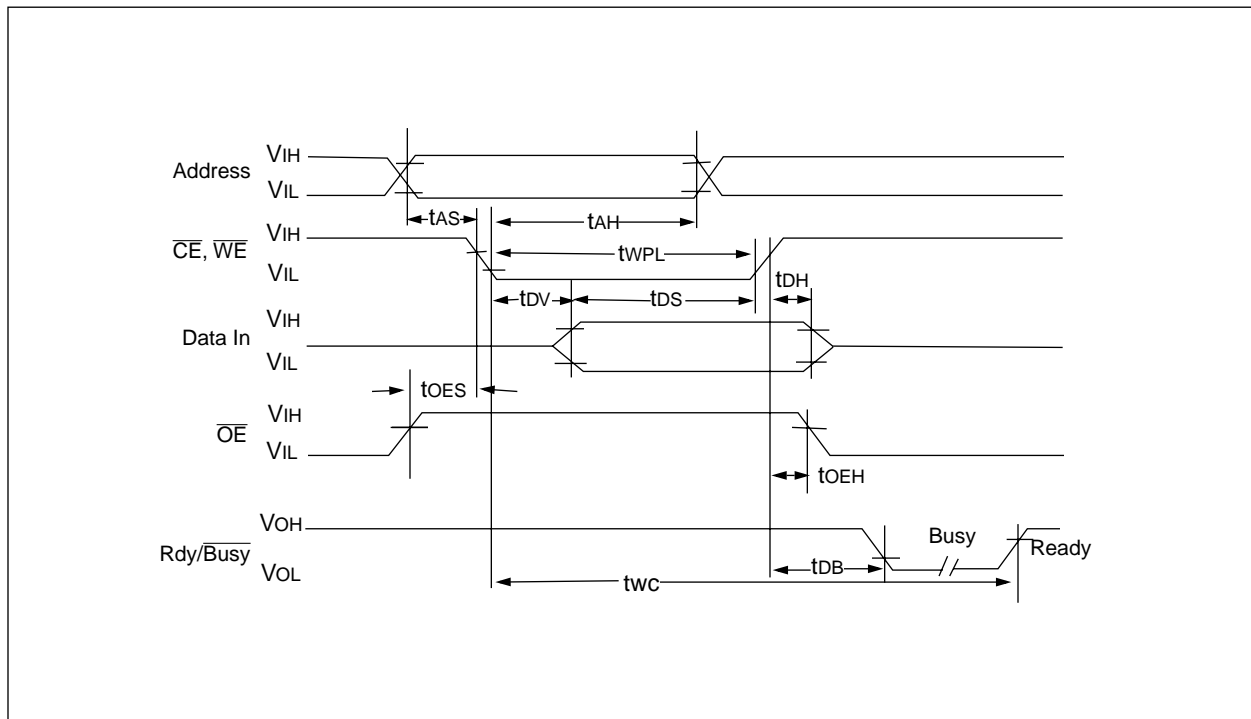 Address VIH
VIL
tAS tAH
CE, WE VIH
VIL
tWPL
tDH
tDV tDS
Data In VIH
VIL
tOES
OE VIH
VIL
tOEH
Rdy/Busy VOH
VOL
Busy
Ready
tDB
twc